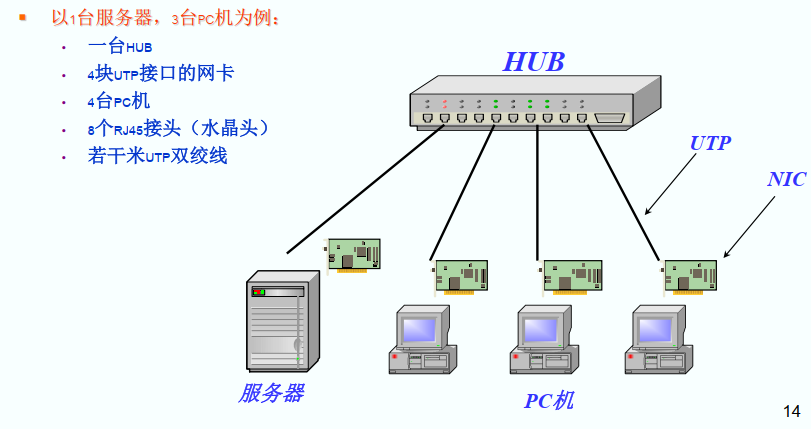 以1台服务器，3台PC机为例：
一台HUB
4块UTP接口的网卡
4台PC机
8个RJ45接头（水晶头）
若干米UTP双绞线
HUB
UTP
NIC
服务器
PC机
14